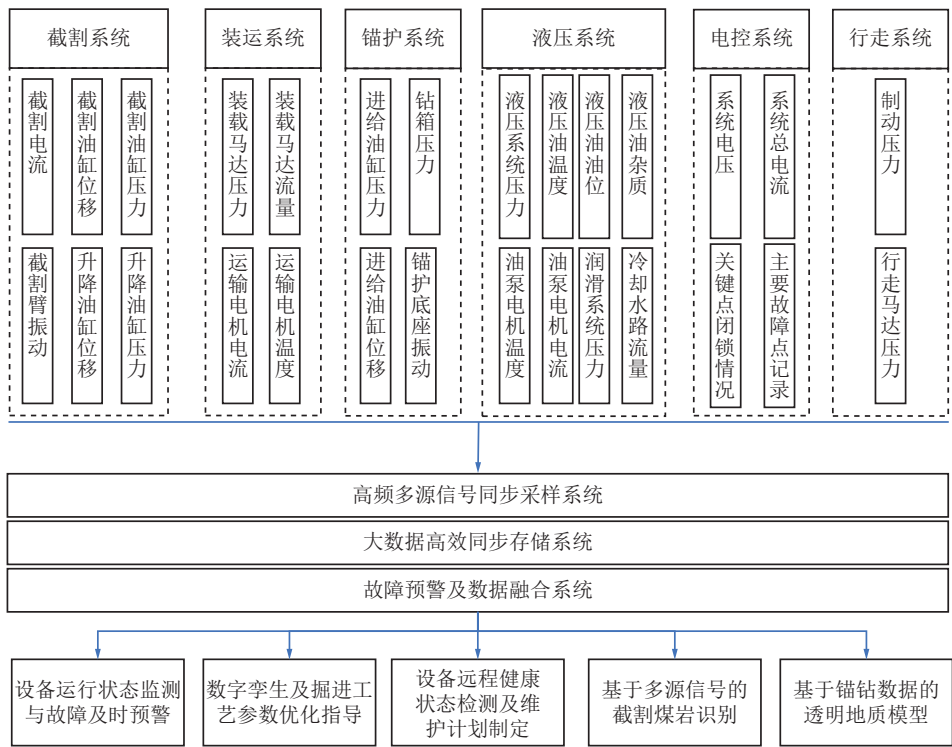 截割系统
装运系统
锚护系统
液压系统
电控系统
行走系统
截割电流
截割油缸位移
截割油缸压力
截割臂振动
升降油缸位移
升降油缸压力
装载马达压力
装载马达流量
运输电机电流
运输电机温度
进给油缸压力
钻箱压力
进给油缸位移
锚护底座振动
液压系统压力
液压油温度
液压油油位
液压油杂质
油泵电机温度
油泵电机电流
润滑系统压力
冷却水路流量
系统电压
系统总电流
关键点闭锁情况
主要故障点记录
制动压力
行走马达压力
高频多源信号同步采样系统
大数据高效同步存储系统
故障预警及数据融合系统
设备运行状态监测
与故障及时预警
数字孪生及掘进工
艺参数优化指导
设备远程健康
状态检测及维
护计划制定
基于多源信号的
截割煤岩识别
基于锚钻数据的
透明地质模型